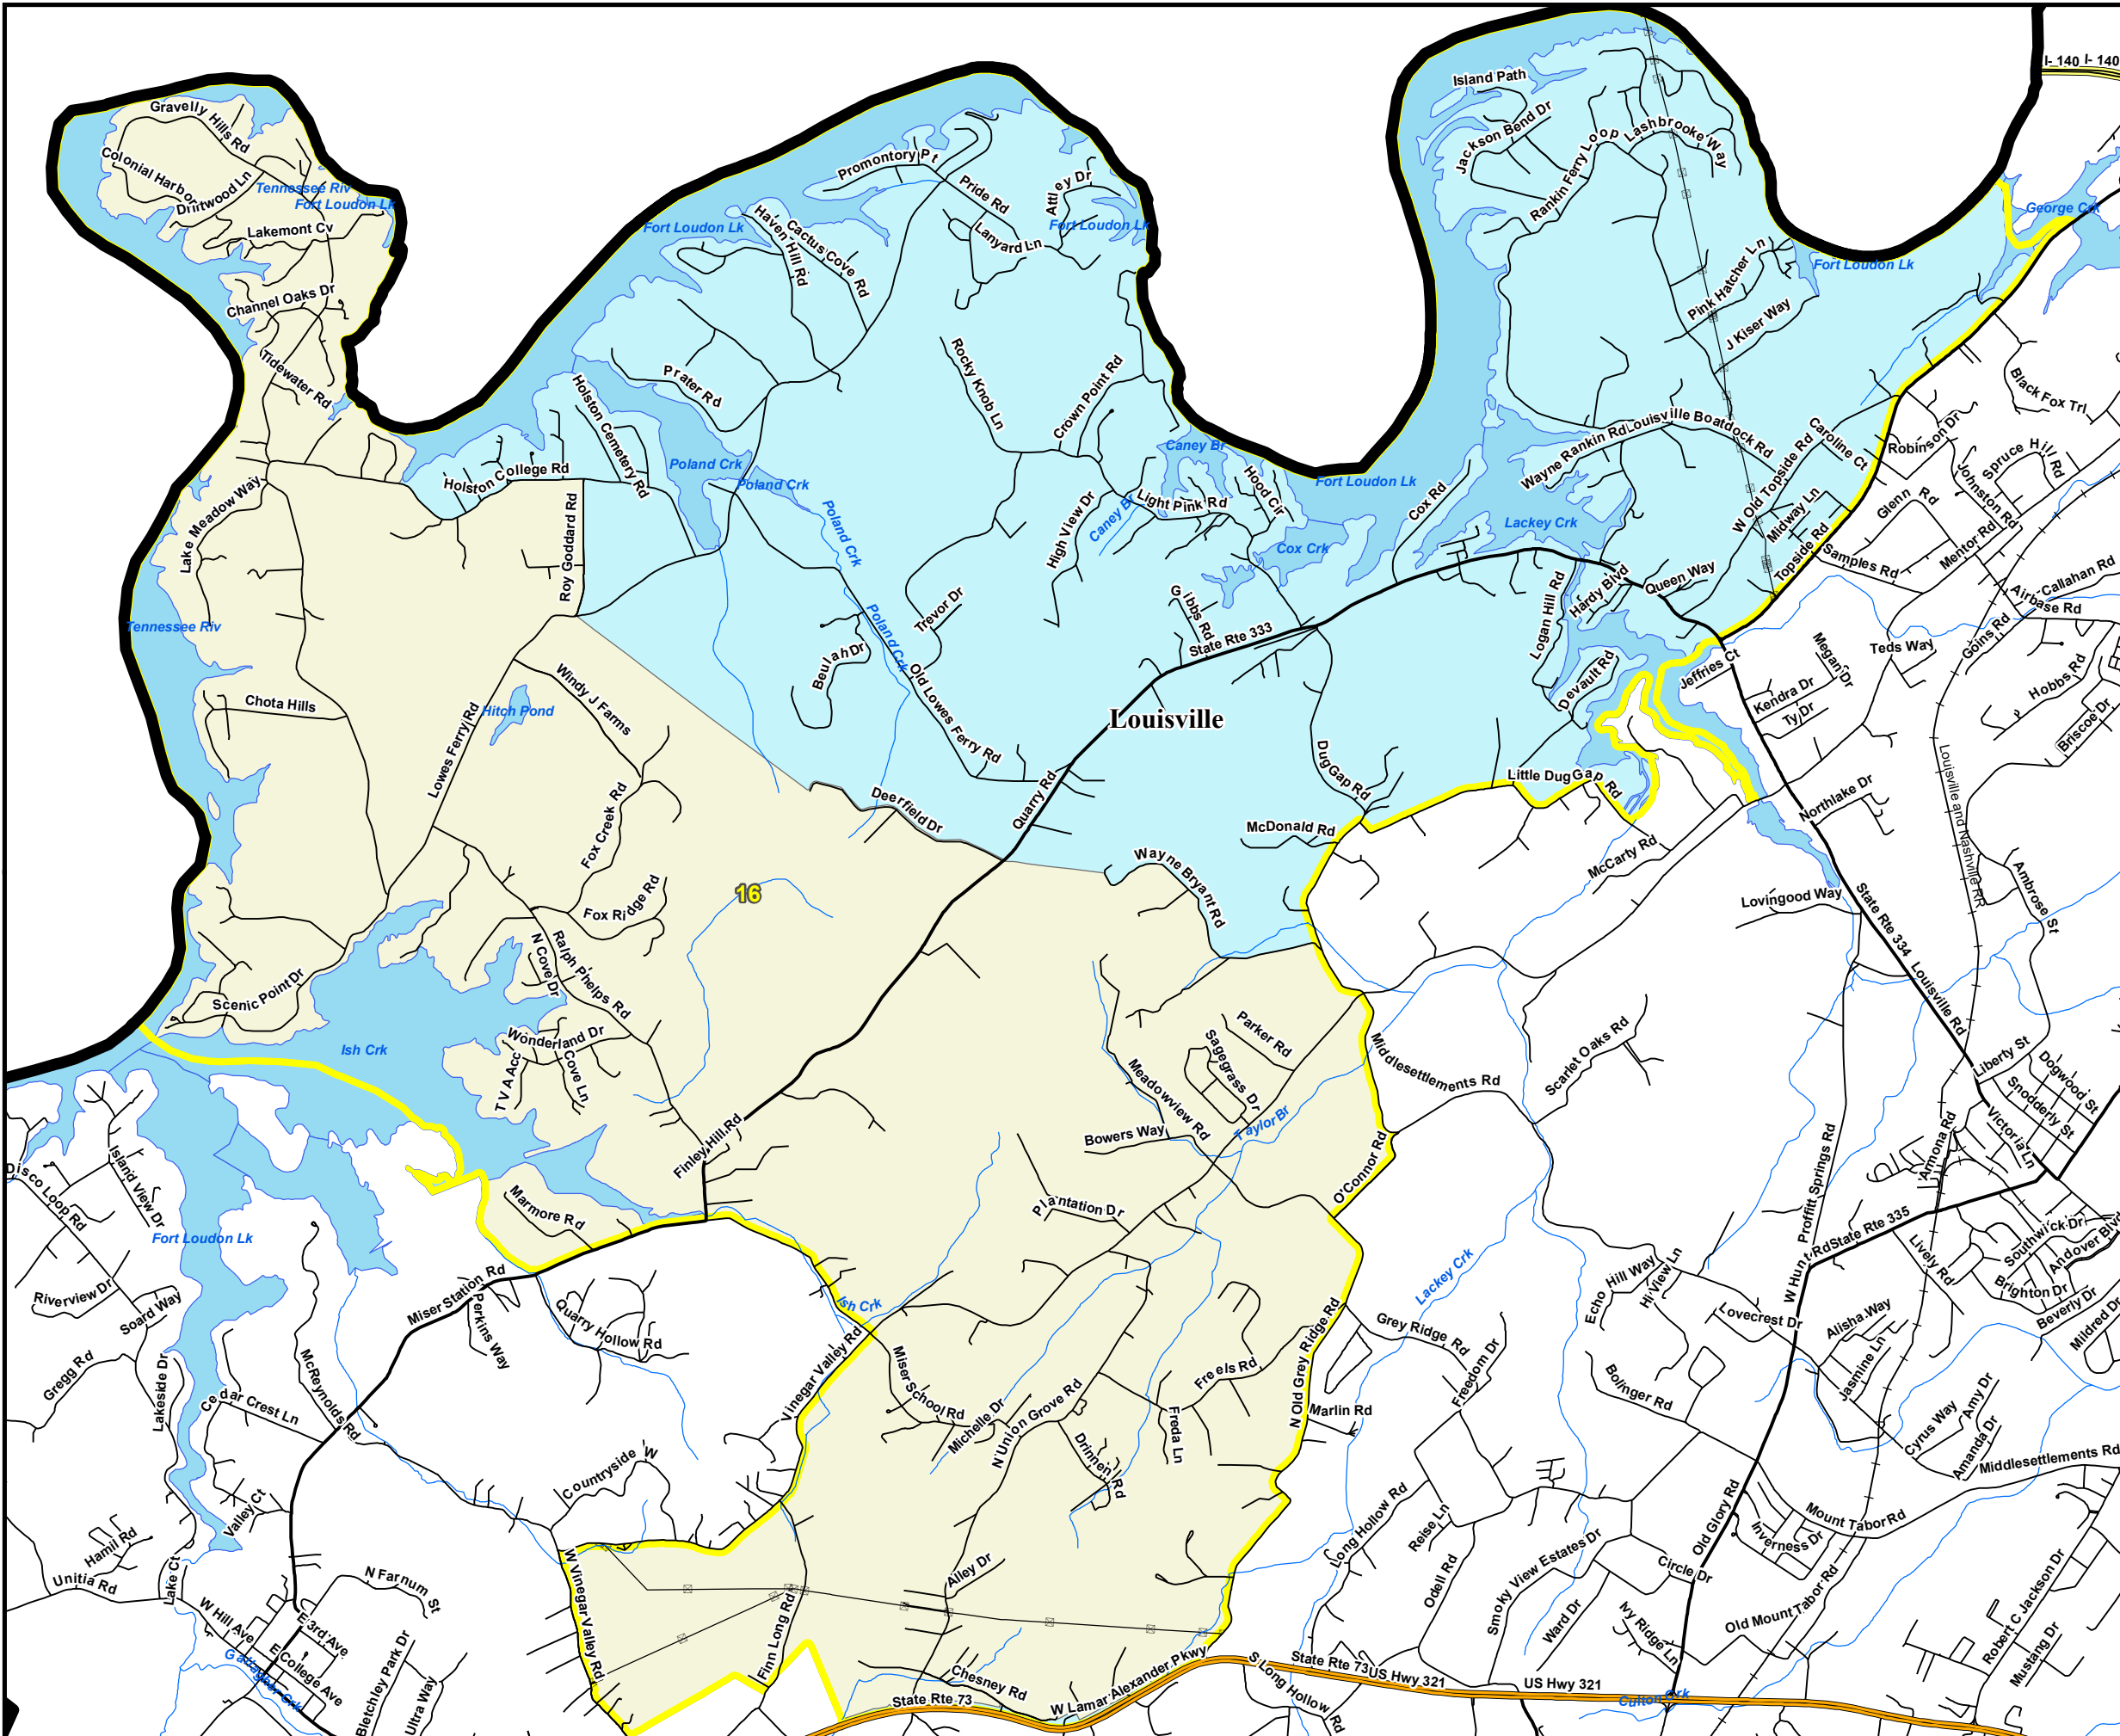 I- 140 I- 140
Island Path
Gravelly Hills Rd
Jackson Bend Dr
Rankin Ferry Loop
Lashbrooke Way
Colonial Harbor
Driftwood Ln
Tennessee Riv
Fort Loudon Lk
Promontory Pt
Pride Rd
Attley Dr
Lakemont Cv
Fort Loudon Lk
Haven Hill Rd
Cactus Cove Rd
Lanyard Ln
Fort Loudon Lk
George Crk
Fort Loudon Lk
Pink Hatcher Ln
J Kiser Way
Channel Oaks Dr
Tidewater Rd
Prater Rd
Rocky Knob Ln
Crown Point Rd
Black Fox Trl
Holston Cemetery Rd
Holston College Rd
Poland Crk
Poland Crk
Poland Crk
Poland Crk
Caney Br
Caney Br
Hood Cir
Light Pink Rd
High View Dr
Fort Loudon Lk
Cox Rd
Cox Crk
Lackey Crk
Wayne Rankin Rd
Louisville Boatdock Rd
W Old Topside Rd
Caroline Ct
Robinson Dr
Spruce Hill Rd
Johnston Rd
Glenn Rd
Midway Ln
Topside Rd
Samples Rd
Mentor Rd
Callahan Rd
Airbase Rd
Goins Rd
Teds Way
Hobbs Rd
Briscoe Dr
Lake Meadow Way
Roy Goddard Rd
Tennessee Riv
Trevor Dr
Beulah Dr
Old Lowes Ferry Rd
Gibbs Rd
State Rte 333
Logan Hill Rd
Hardy Blvd
Queen Way
Devault Rd
Jeffries Ct
Megan Dr
Kendra Dr
Ty Dr
Chota Hills
Hitch Pond
Windy J Farms
Lowes Ferry Rd
Louisville
Dug Gap Rd
Little Dug Gap Rd
Quarry Rd
Deerfield Dr
McDonald Rd
McCarty Rd
Northlake Dr
Louisville and Nashville RR
Fox Creek Rd
Fox Ridge Rd
16
Wayne Bryant Rd
Lovingood Way
State Rte 334
Louisville Rd
Ambrose St
N Cove Dr
Ralph Phelps Rd
Scenic Point Dr
Ish Crk
Wonderland Dr
T V A Acc
Cove Ln
Parker Rd
Sagegrass Dr
Meadowview Rd
Bowers Way
Taylor Br
Middlesettlements Rd
Scarlet Oaks Rd
Liberty St
Dogwood St
Snodderly St
Victoria Ln
Armona Rd
Proffitt Springs Rd
Finley Hill Rd
O'Connor Rd
Plantation Dr
Marmore Rd
Disco Loop Rd
Island View Dr
Fort Loudon Lk
Riverview Dr
Soard Way
Miser Station Rd
Perkins Way
Quarry Hollow Rd
Ish Crk
Lackey Crk
Echo Hill Way
Hi View Ln
W Hunt Rd
State Rte 335
Lively Rd
Southwick Dr
Andover Blvd
Brighton Dr
Beverly Dr
Mildred Dr
Gregg Rd
Lakeside Dr
Cedar Crest Ln
McReynolds Rd
Vinegar Valley Rd
Miser School Rd
Michelle Dr
N Union Grove Rd
Drinnen Rd
Freda Ln
Freels Rd
N Old Grey Ridge Rd
Grey Ridge Rd
Freedom Dr
Marlin Rd
Lovecrest Dr
Alisha Way
Jasmine Ln
Bolinger Rd
Cyrus Way
Amy Dr
Amanda Dr
Middlesettlements Rd
Countryside W
Valley Ct
Hamil Rd
Unitia Rd
Lake Ct
W Hill Ave
N Farnum St
E 3rd Ave
E College Ave
Gallagher Crk
Bletchley Park Dr
Ultra Way
W Vinegar Valley Rd
Finn Long Rd
Alley Dr
Chesney Rd
State Rte 73
W Lamar Alexander Pkwy
Long Hollow Rd
Reise Ln
Odell Rd
Smoky View Estates Dr
Ward Dr
Circle Dr
Ivy Ridge Ln
Old Glory Rd
Inverness Dr
Mount Tabor Rd
Old Mount Tabor Rd
Robert C Jackson Dr
Mustang Dr
S Long Hollow Rd
State Rte 73
US Hwy 321
US Hwy 321
Culton Crk